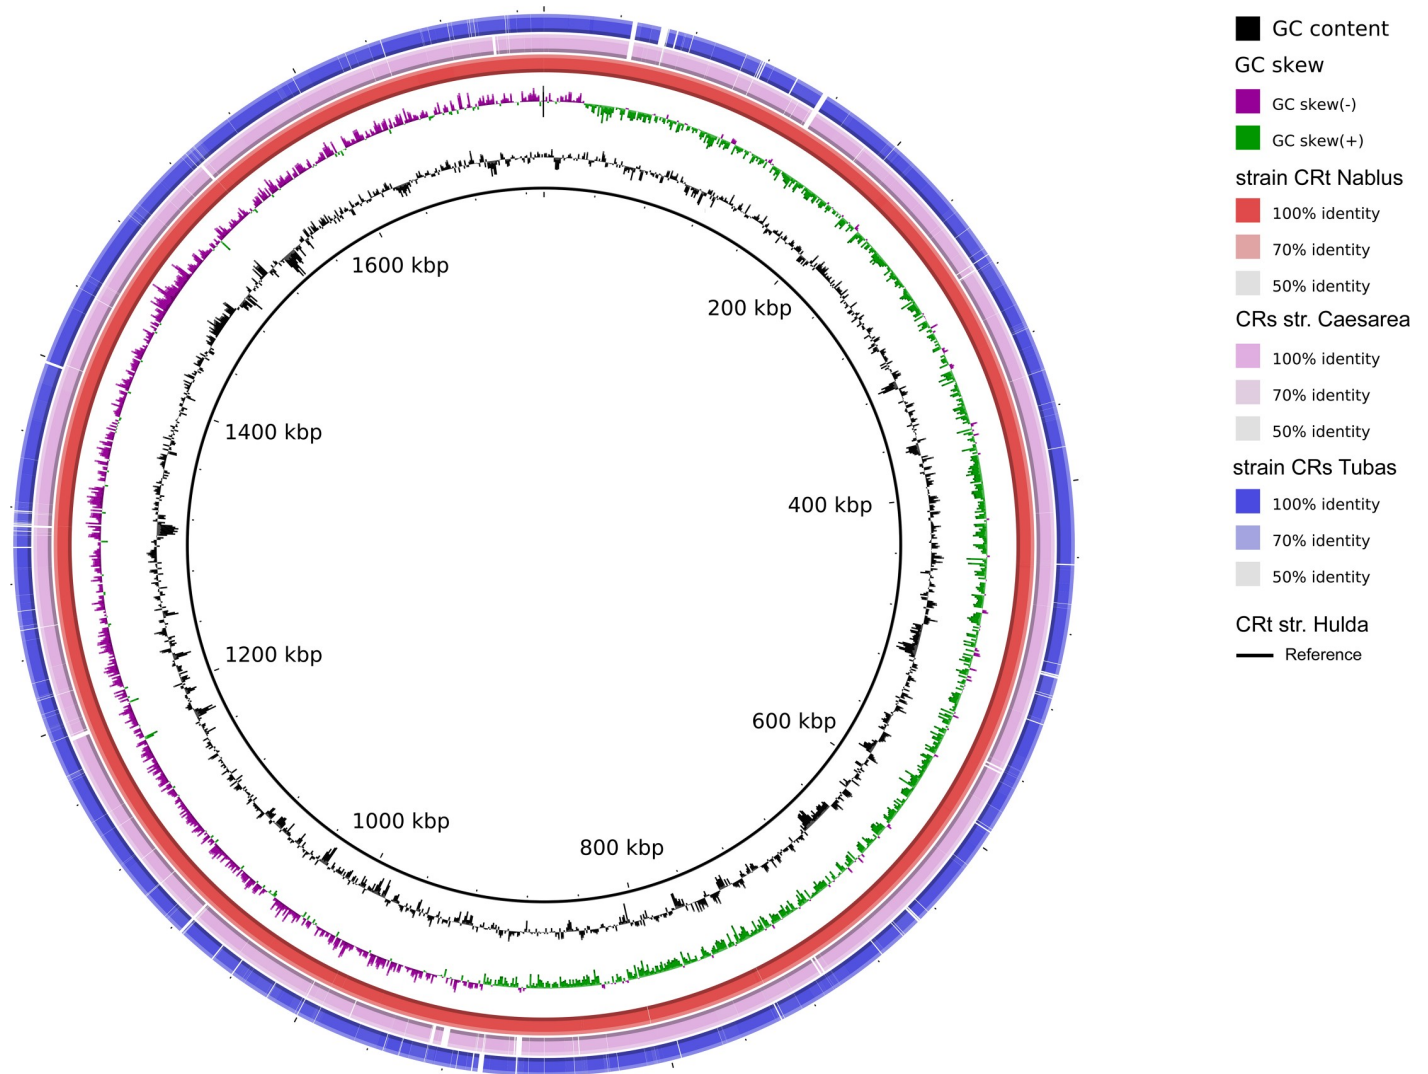 GC content
GC skew
GC skew(-)
GC skew(+)
strain CRt Nablus
100% identity
70% identity
50% identity
CRs str. Caesarea
100% identity
70% identity
50% identity
strain CRs Tubas
100% identity
70% identity
50% identity
CRt str. Hulda
Reference
1600 kbp
200 kbp
1400 kbp
400 kbp
1200 kbp
600 kbp
1000 kbp
800 kbp